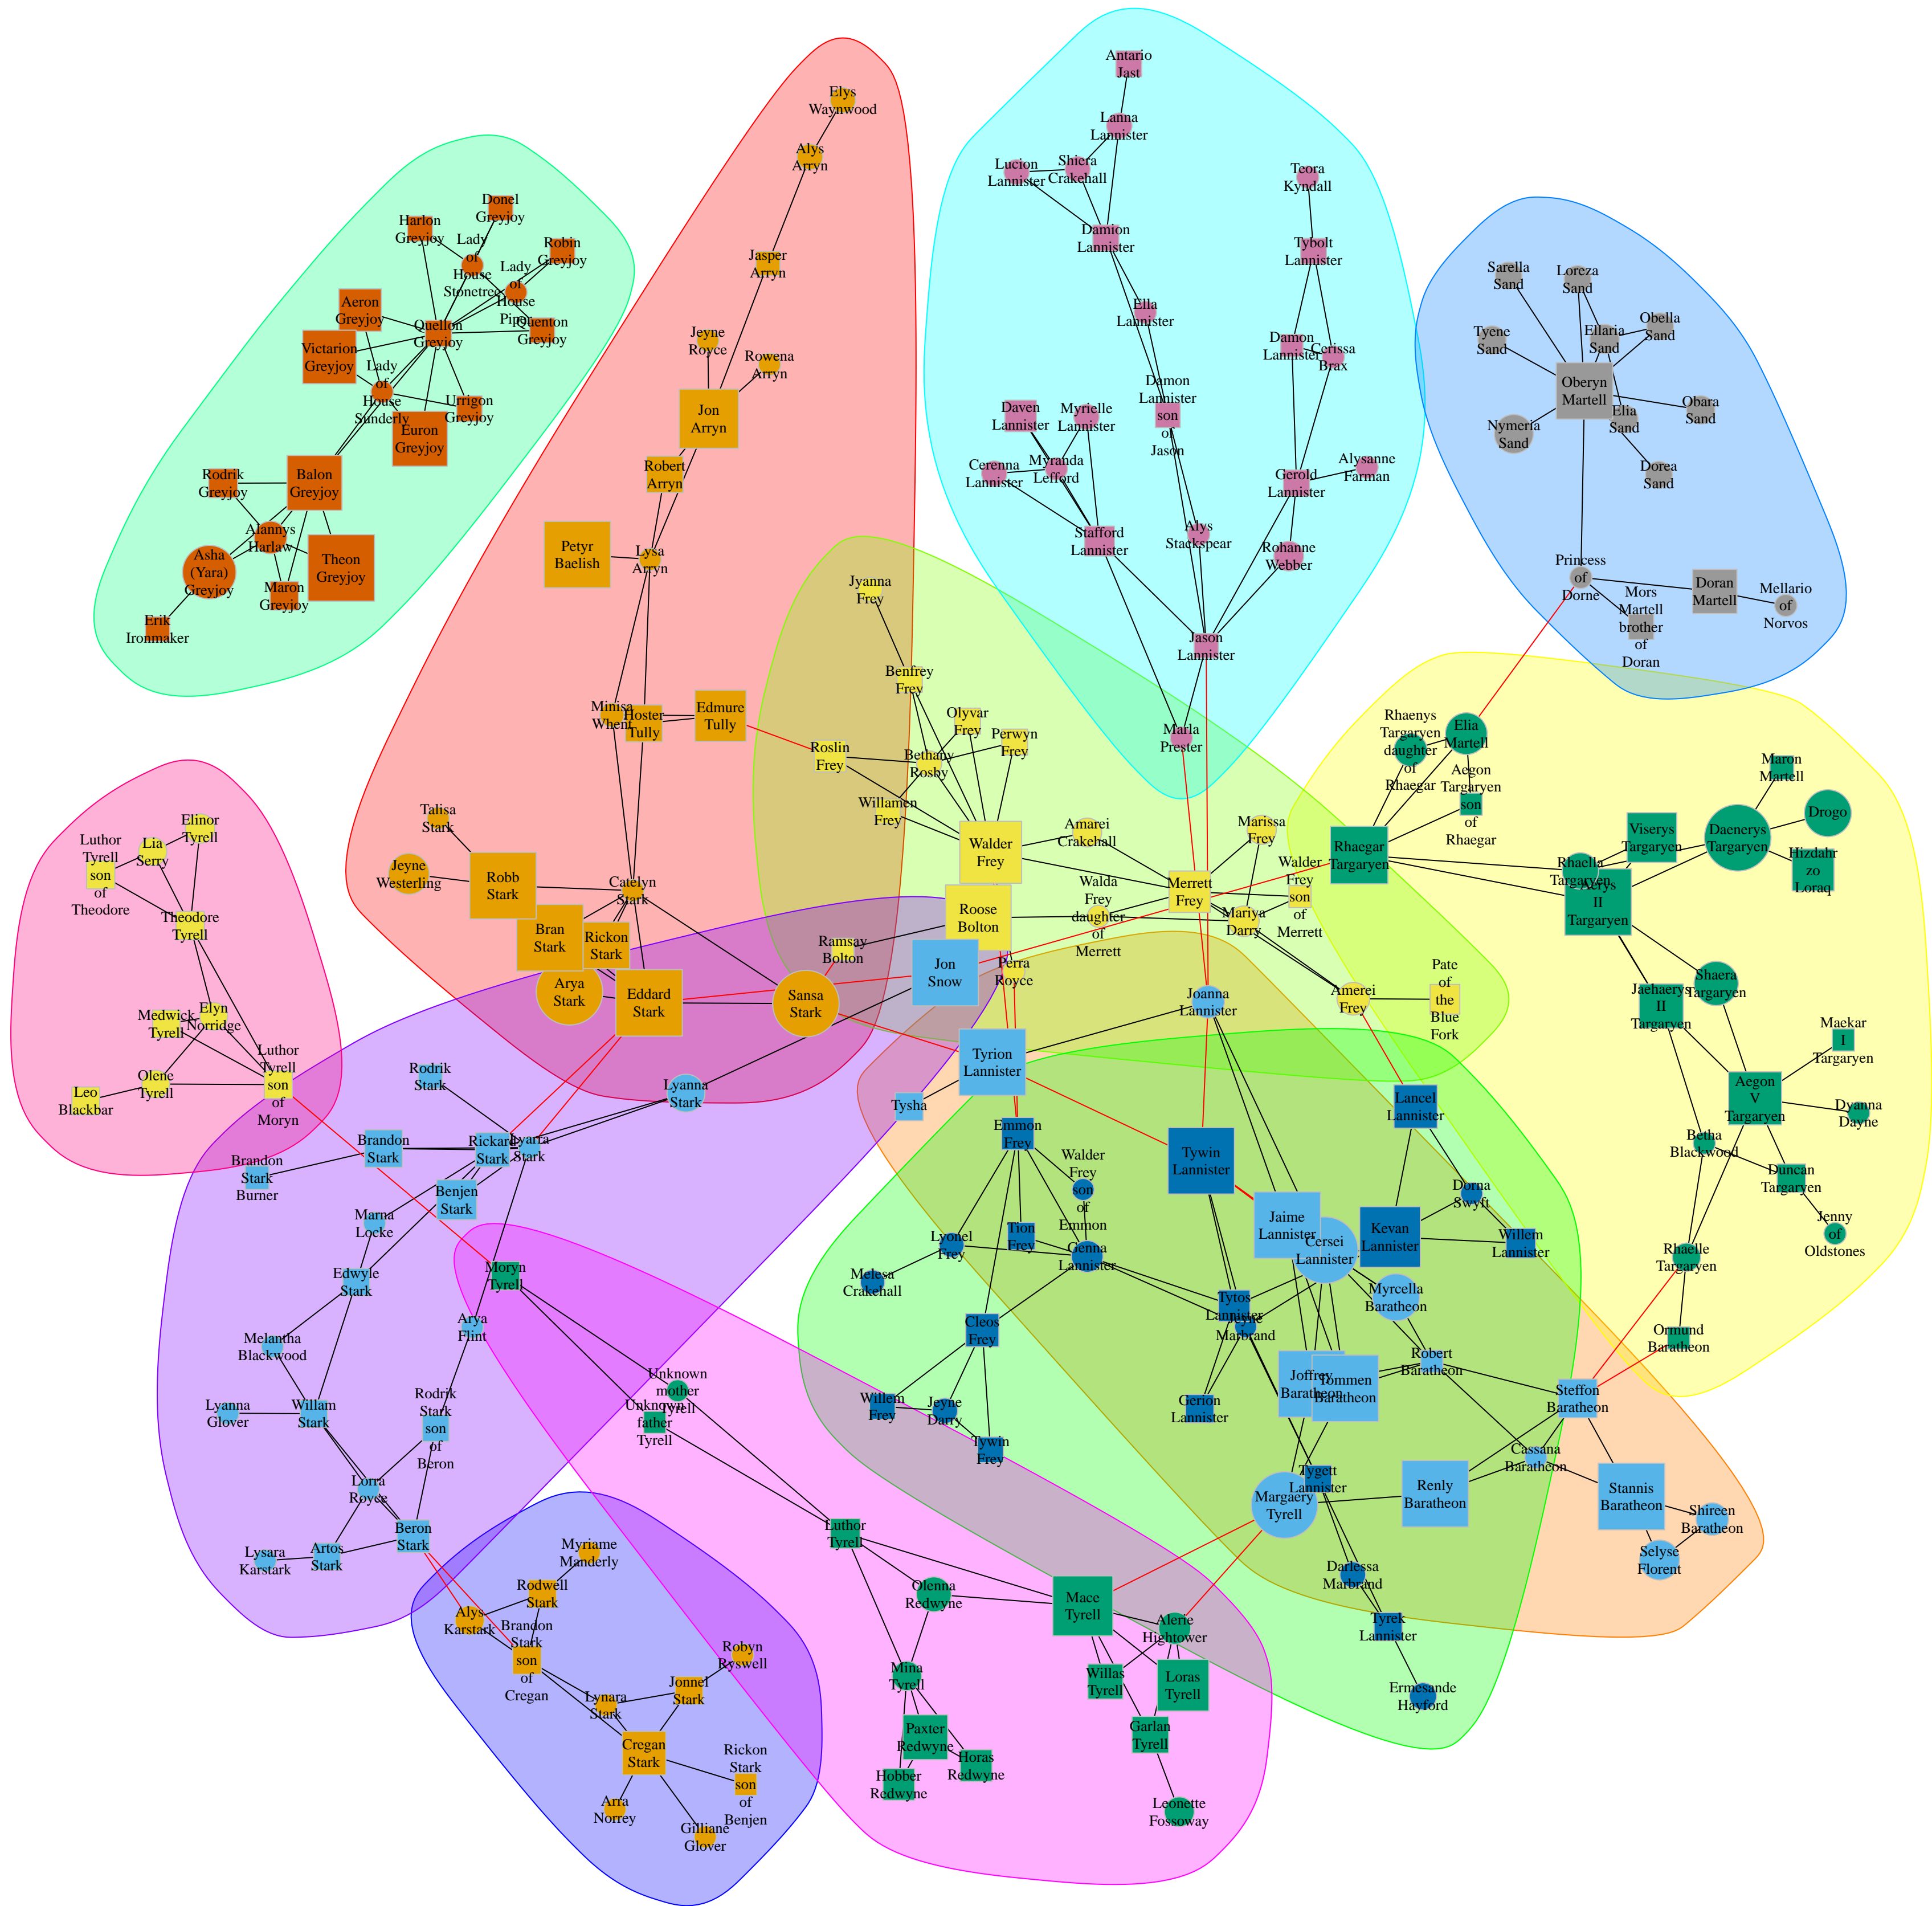 Antario
Jast
Elys
Waynwood
Lanna
Lannister
Alys
Arryn
Lucion
Lannister
Shiera
Crakehall
Teora
Kyndall
Donel
Greyjoy
Harlon
Greyjoy
Lady
of
House
Stonetree
Robin
Greyjoy
Lady
of
House
Piper
Damion
Lannister
Tybolt
Lannister
Jasper
Arryn
Sarella
Sand
Loreza
Sand
Aeron
Greyjoy
Quellon
Greyjoy
Quenton
Greyjoy
Victarion
Greyjoy
Ella
Lannister
Jeyne
Royce
Rowena
Arryn
Damon
Lannister
Cerissa
Brax
Tyene
Sand
Ellaria
Sand
Obella
Sand
Lady
of
House
Sunderly
Urrigon
Greyjoy
Euron
Greyjoy
Jon
Arryn
Damon
Lannister
son
of
Jason
Daven
Lannister
Myrielle
Lannister
Oberyn
Martell
Elia
Sand
Obara
Sand
Nymeria
Sand
Dorea
Sand
Robert
Arryn
Cerenna
Lannister
Myranda
Lefford
Gerold
Lannister
Alysanne
Farman
Rodrik
Greyjoy
Balon
Greyjoy
Alannys
Harlaw
Asha
(Yara)
Greyjoy
Theon
Greyjoy
Maron
Greyjoy
Erik
Ironmaker
Petyr
Baelish
Lysa
Arryn
Stafford
Lannister
Alys
Stackspear
Rohanne
Webber
Princess
of
Dorne
Mors
Martell
brother
of
Doran
Doran
Martell
Mellario
of
Norvos
Jyanna
Frey
Jason
Lannister
Benfrey
Frey
Minisa
Whent
Hoster
Tully
Edmure
Tully
Olyvar
Frey
Perwyn
Frey
Roslin
Frey
Bethany
Rosby
Marla
Prester
Rhaenys
Targaryen
daughter
of
Rhaegar
Elia
Martell
Aegon
Targaryen
son
of
Rhaegar
Maron
Martell
Willamen
Frey
Talisa
Stark
Elinor
Tyrell
Lia
Serry
Luthor
Tyrell
son
of
Theodore
Walder
Frey
Amarei
Crakehall
Marissa
Frey
Rhaegar
Targaryen
Viserys
Targaryen
Daenerys
Targaryen
Drogo
Hizdahr
zo
Loraq
Jeyne
Westerling
Robb
Stark
Catelyn
Stark
Walda
Frey
daughter
of
Merrett
Merrett
Frey
Walder
Frey
son
of
Merrett
Rhaella
Targaryen
Aerys
II
Targaryen
Theodore
Tyrell
Bran
Stark
Rickon
Stark
Roose
Bolton
Mariya
Darry
Ramsay
Bolton
Jon
Snow
Perra
Royce
Arya
Stark
Eddard
Stark
Sansa
Stark
Joanna
Lannister
Amerei
Frey
Pate
of
the
Blue
Fork
Shaera
Targaryen
Jaehaerys
II
Targaryen
Maekar
I
Targaryen
Medwick
Tyrell
Elyn
Norridge
Luthor
Tyrell
son
of
Moryn
Olene
Tyrell
Leo
Blackbar
Rodrik
Stark
Lyanna
Stark
Tyrion
Lannister
Tysha
Lancel
Lannister
Aegon
V
Targaryen
Dyanna
Dayne
Betha
Blackwood
Duncan
Targaryen
Brandon
Stark
Rickard
Stark
Lyarra
Stark
Brandon
Stark
Burner
Benjen
Stark
Marna
Locke
Emmon
Frey
Walder
Frey
son
of
Emmon
Tywin
Lannister
Dorna
Swyft
Jaime
Lannister
Cersei
Lannister
Kevan
Lannister
Willem
Lannister
Jenny
of
Oldstones
Rhaelle
Targaryen
Lyonel
Frey
Tion
Frey
Genna
Lannister
Melesa
Crakehall
Moryn
Tyrell
Edwyle
Stark
Tytos
Lannister
Jeyne
Marbrand
Myrcella
Baratheon
Ormund
Baratheon
Arya
Flint
Melantha
Blackwood
Cleos
Frey
Robert
Baratheon
Joffrey
Baratheon
Tommen
Baratheon
Steffon
Baratheon
Unknown
mother
Tyrell
Unknown
father
Tyrell
Lyanna
Glover
Willam
Stark
Rodrik
Stark
son
of
Beron
Willem
Frey
Jeyne
Darry
Gerion
Lannister
Tywin
Frey
Cassana
Baratheon
Lorra
Royce
Tygett
Lannister
Margaery
Tyrell
Renly
Baratheon
Stannis
Baratheon
Shireen
Baratheon
Selyse
Florent
Beron
Stark
Artos
Stark
Lysara
Karstark
Luthor
Tyrell
Myriame
Manderly
Rodwell
Stark
Alys
Karstark
Brandon
Stark
son
of
Cregan
Olenna
Redwyne
Mace
Tyrell
Alerie
Hightower
Darlessa
Marbrand
Tyrek
Lannister
Robyn
Ryswell
Jonnel
Stark
Lynara
Stark
Mina
Tyrell
Willas
Tyrell
Loras
Tyrell
Ermesande
Hayford
Cregan
Stark
Rickon
Stark
son
of
Benjen
Paxter
Redwyne
Garlan
Tyrell
Horas
Redwyne
Hobber
Redwyne
Arra
Norrey
Gilliane
Glover
Leonette
Fossoway